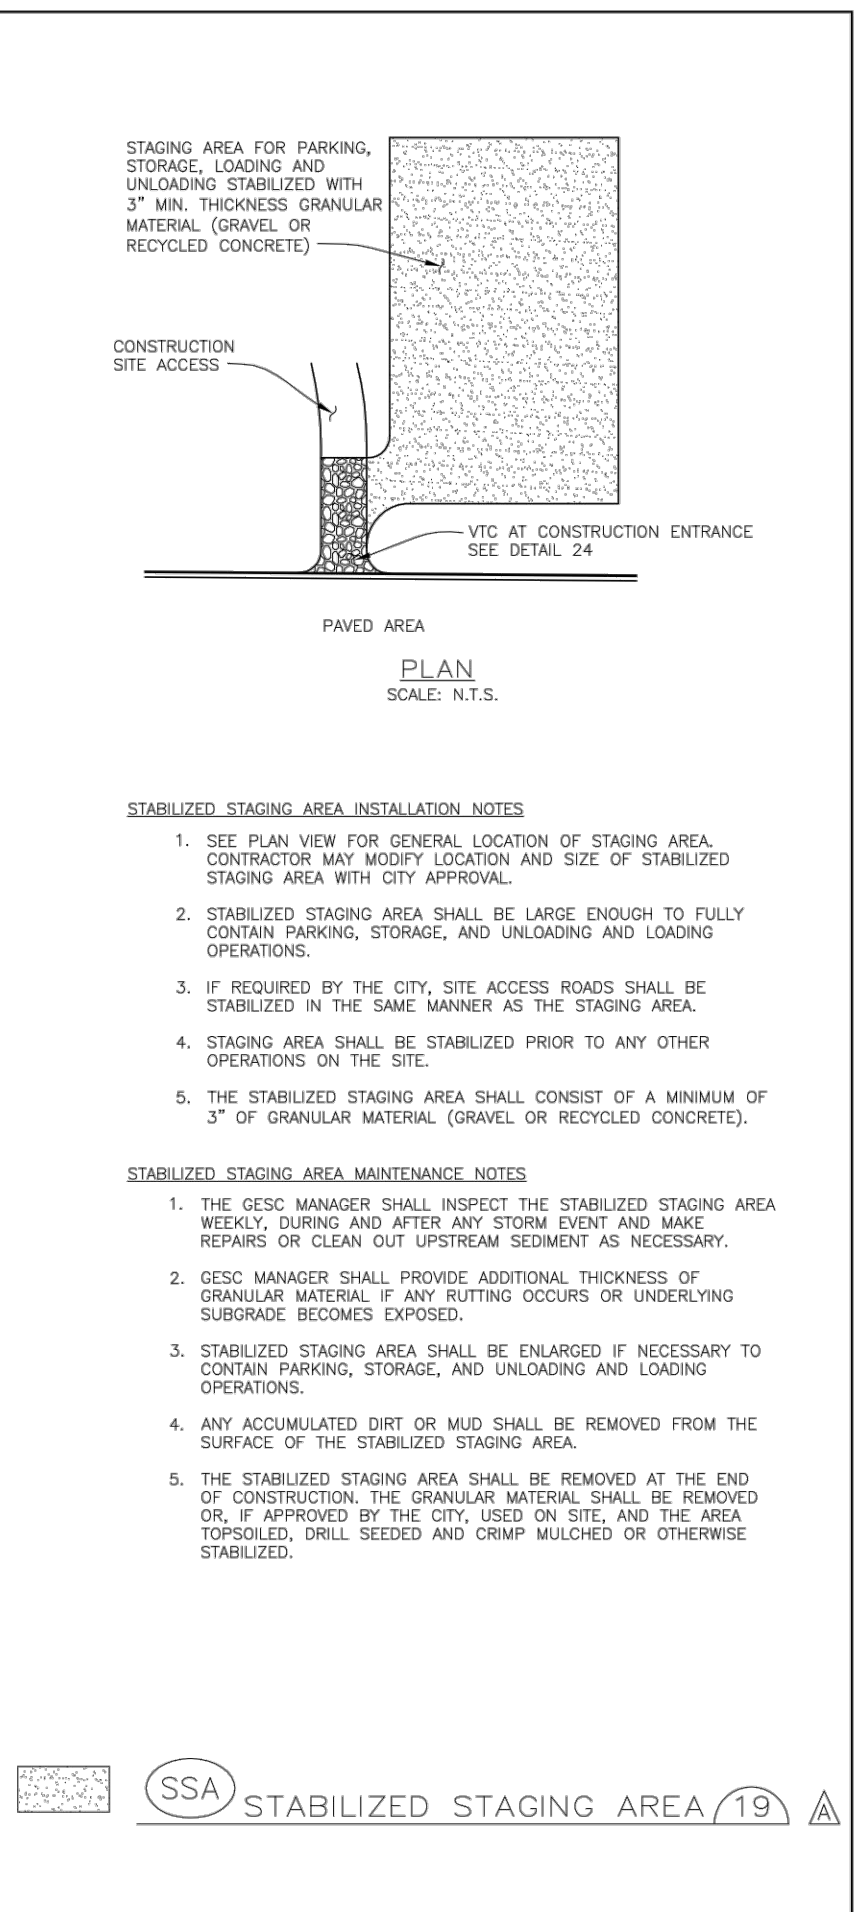 STAGING AREA FOR PARKING,
STORAGE, LOADING AND
UNLOADING STABILIZED WITH
3" MIN. THICKNESS GRANULAR
MATERIAL (GRAVEL OR
RECYCLED CONCRETE)
CONSTRUCTION
SITE ACCESS
VTC AT CONSTRUCTION ENTRANCE
SEE DETAIL 24
PAVED AREA
PLAN
SCALE: N.T.S.
STABILIZED STAGING AREA INSTALLATION NOTES
1. SEE PLAN VIEW FOR GENERAL LOCATION OF STAGING AREA.
CONTRACTOR MAY MODIFY LOCATION AND SIZE OF STABILIZED
STAGING AREA WITH CITY APPROVAL.
2. STABILIZED STAGING AREA SHALL BE LARGE ENOUGH TO FULLY
CONTAIN PARKING, STORAGE, AND UNLOADING AND LOADING
OPERATIONS.
3. IF REQUIRED BY THE CITY, SITE ACCESS ROADS SHALL BE
STABILIZED IN THE SAME MANNER AS THE STAGING AREA.
4. STAGING AREA SHALL BE STABILIZED PRIOR TO ANY OTHER
OPERATIONS ON THE SITE.
5. THE STABILIZED STAGING AREA SHALL CONSIST OF A MINIMUM OF
3" OF GRANULAR MATERIAL (GRAVEL OR RECYCLED CONCRETE).
STABILIZED STAGING AREA MAINTENANCE NOTES
1. THE GESC MANAGER SHALL INSPECT THE STABILIZED STAGING AREA
WEEKLY, DURING AND AFTER ANY STORM EVENT AND MAKE
REPAIRS OR CLEAN OUT UPSTREAM SEDIMENT AS NECESSARY.
2. GESC MANAGER SHALL PROVIDE ADDITIONAL THICKNESS OF
GRANULAR MATERIAL IF ANY RUTTING OCCURS OR UNDERLYING
SUBGRADE BECOMES EXPOSED.
3. STABILIZED STAGING AREA SHALL BE ENLARGED IF NECESSARY TO
CONTAIN PARKING, STORAGE, AND UNLOADING AND LOADING
OPERATIONS.
4. ANY ACCUMULATED DIRT OR MUD SHALL BE REMOVED FROM THE
SURFACE OF THE STABILIZED STAGING AREA.
5. THE STABILIZED STAGING AREA SHALL BE REMOVED AT THE END
OF CONSTRUCTION. THE GRANULAR MATERIAL SHALL BE REMOVED
OR, IF APPROVED BY THE CITY, USED ON SITE, AND THE AREA
TOPSOILED, DRILL SEEDED AND CRIMP MULCHED OR OTHERWISE
STABILIZED.
SSA STABILIZED STAGING AREA 19 A